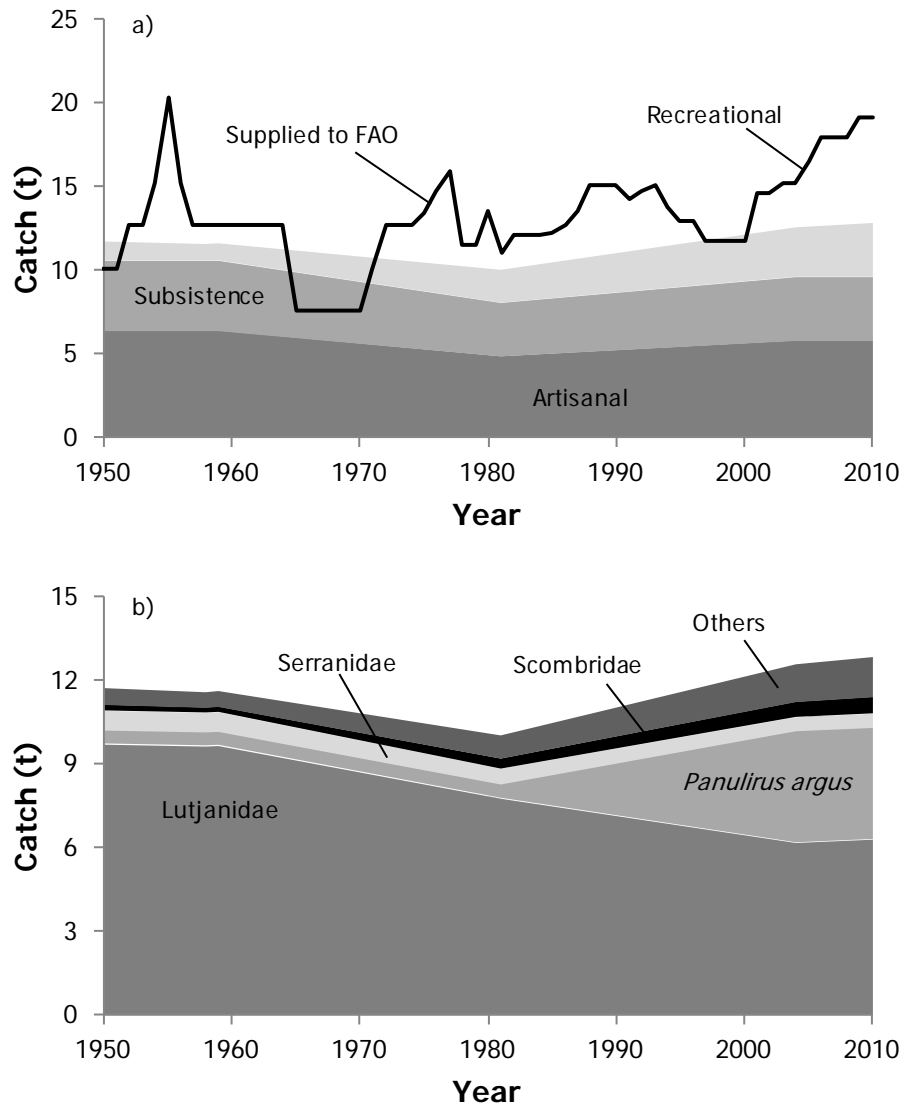 a)
25
20
15
10
5
0
Catch (t)
Supplied to FAO
Recreational
Subsistence
Artisanal
1950 1960 1970 1980 1990 2000 2010
Year
b)
15
12
9
6
3
0
Catch (t)
Others
Serranidae
Scombridae
Panulirus argus
Lutjanidae
1950 1960 1970 1980 1990 2000 2010
Year